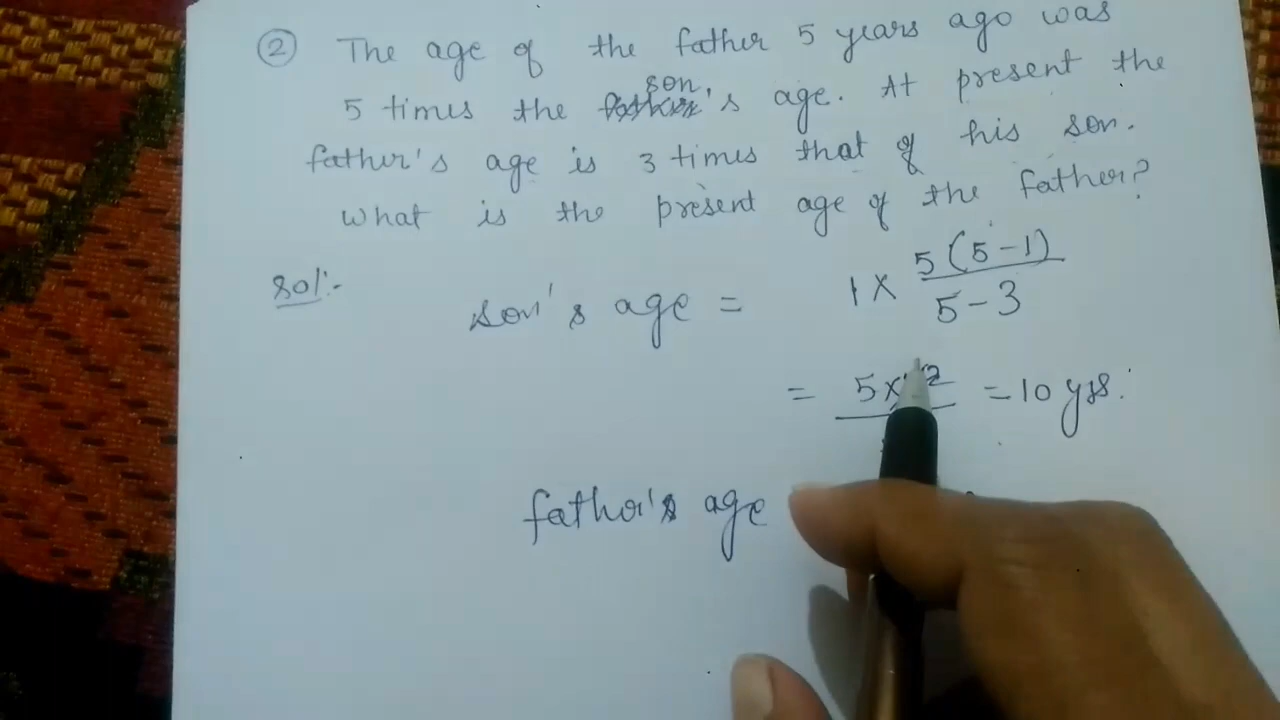 ② The age of the father 5 years ago was
5 times the son's age. At present the
father's age is 3 times that of his son.
What is the present age of the father?
Sol:- son's age = 1 × 5(5-1)
5-3
= 5×2 = 10 yrs.
father's age